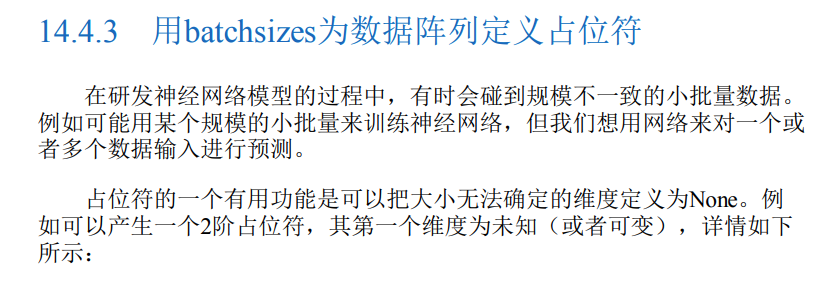 14.4.3 用batchsizes为数据阵列定义占位符
在研发神经网络模型的过程中，有时会碰到规模不一致的小批量数据。
例如可能用某个规模的小批量来训练神经网络，但我们想用网络来对一个或
者多个数据输入进行预测。
占位符的一个有用功能是可以把大小无法确定的维度定义为None。例
如可以产生一个2阶占位符，其第一个维度为未知（或者可变），详情如下
所示：